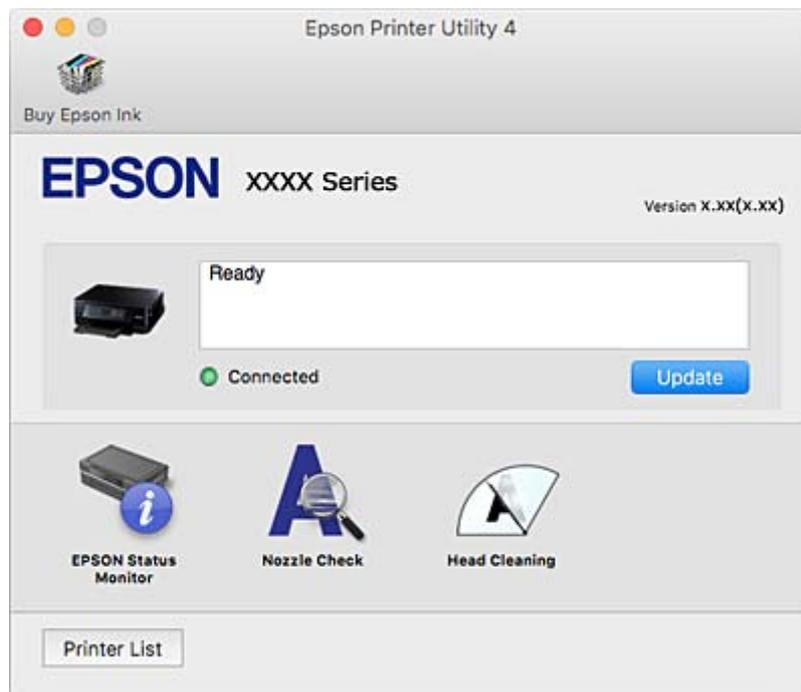 Epson Printer Utility 4
Buy Epson Ink
EPSON XXXX Series
Version X.XX(X.XX)
Ready
Connected
Update
EPSON Status
Monitor
Nozzle Check
Head Cleaning
Printer List